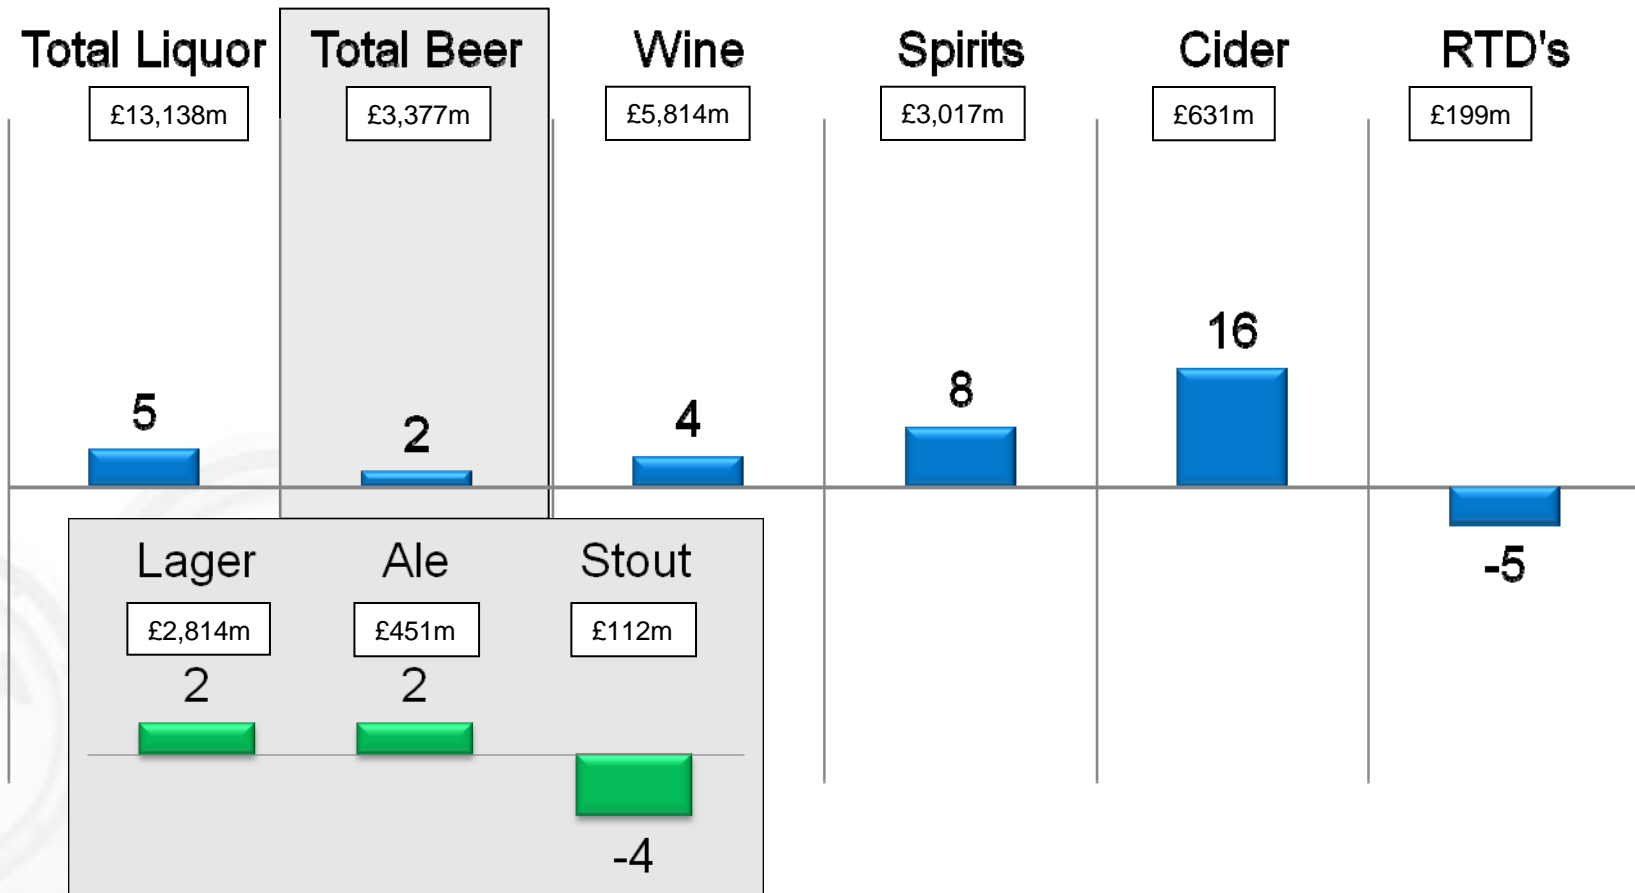 Total Liquor Total Beer Wine Spirits Cider RTD's
£13,138m £3,377m £5,814m £3,017m £631m £199m
16
8
5 2 4
-5
Lager Ale Stout
£2,814m £451m £112m
2 2
-4